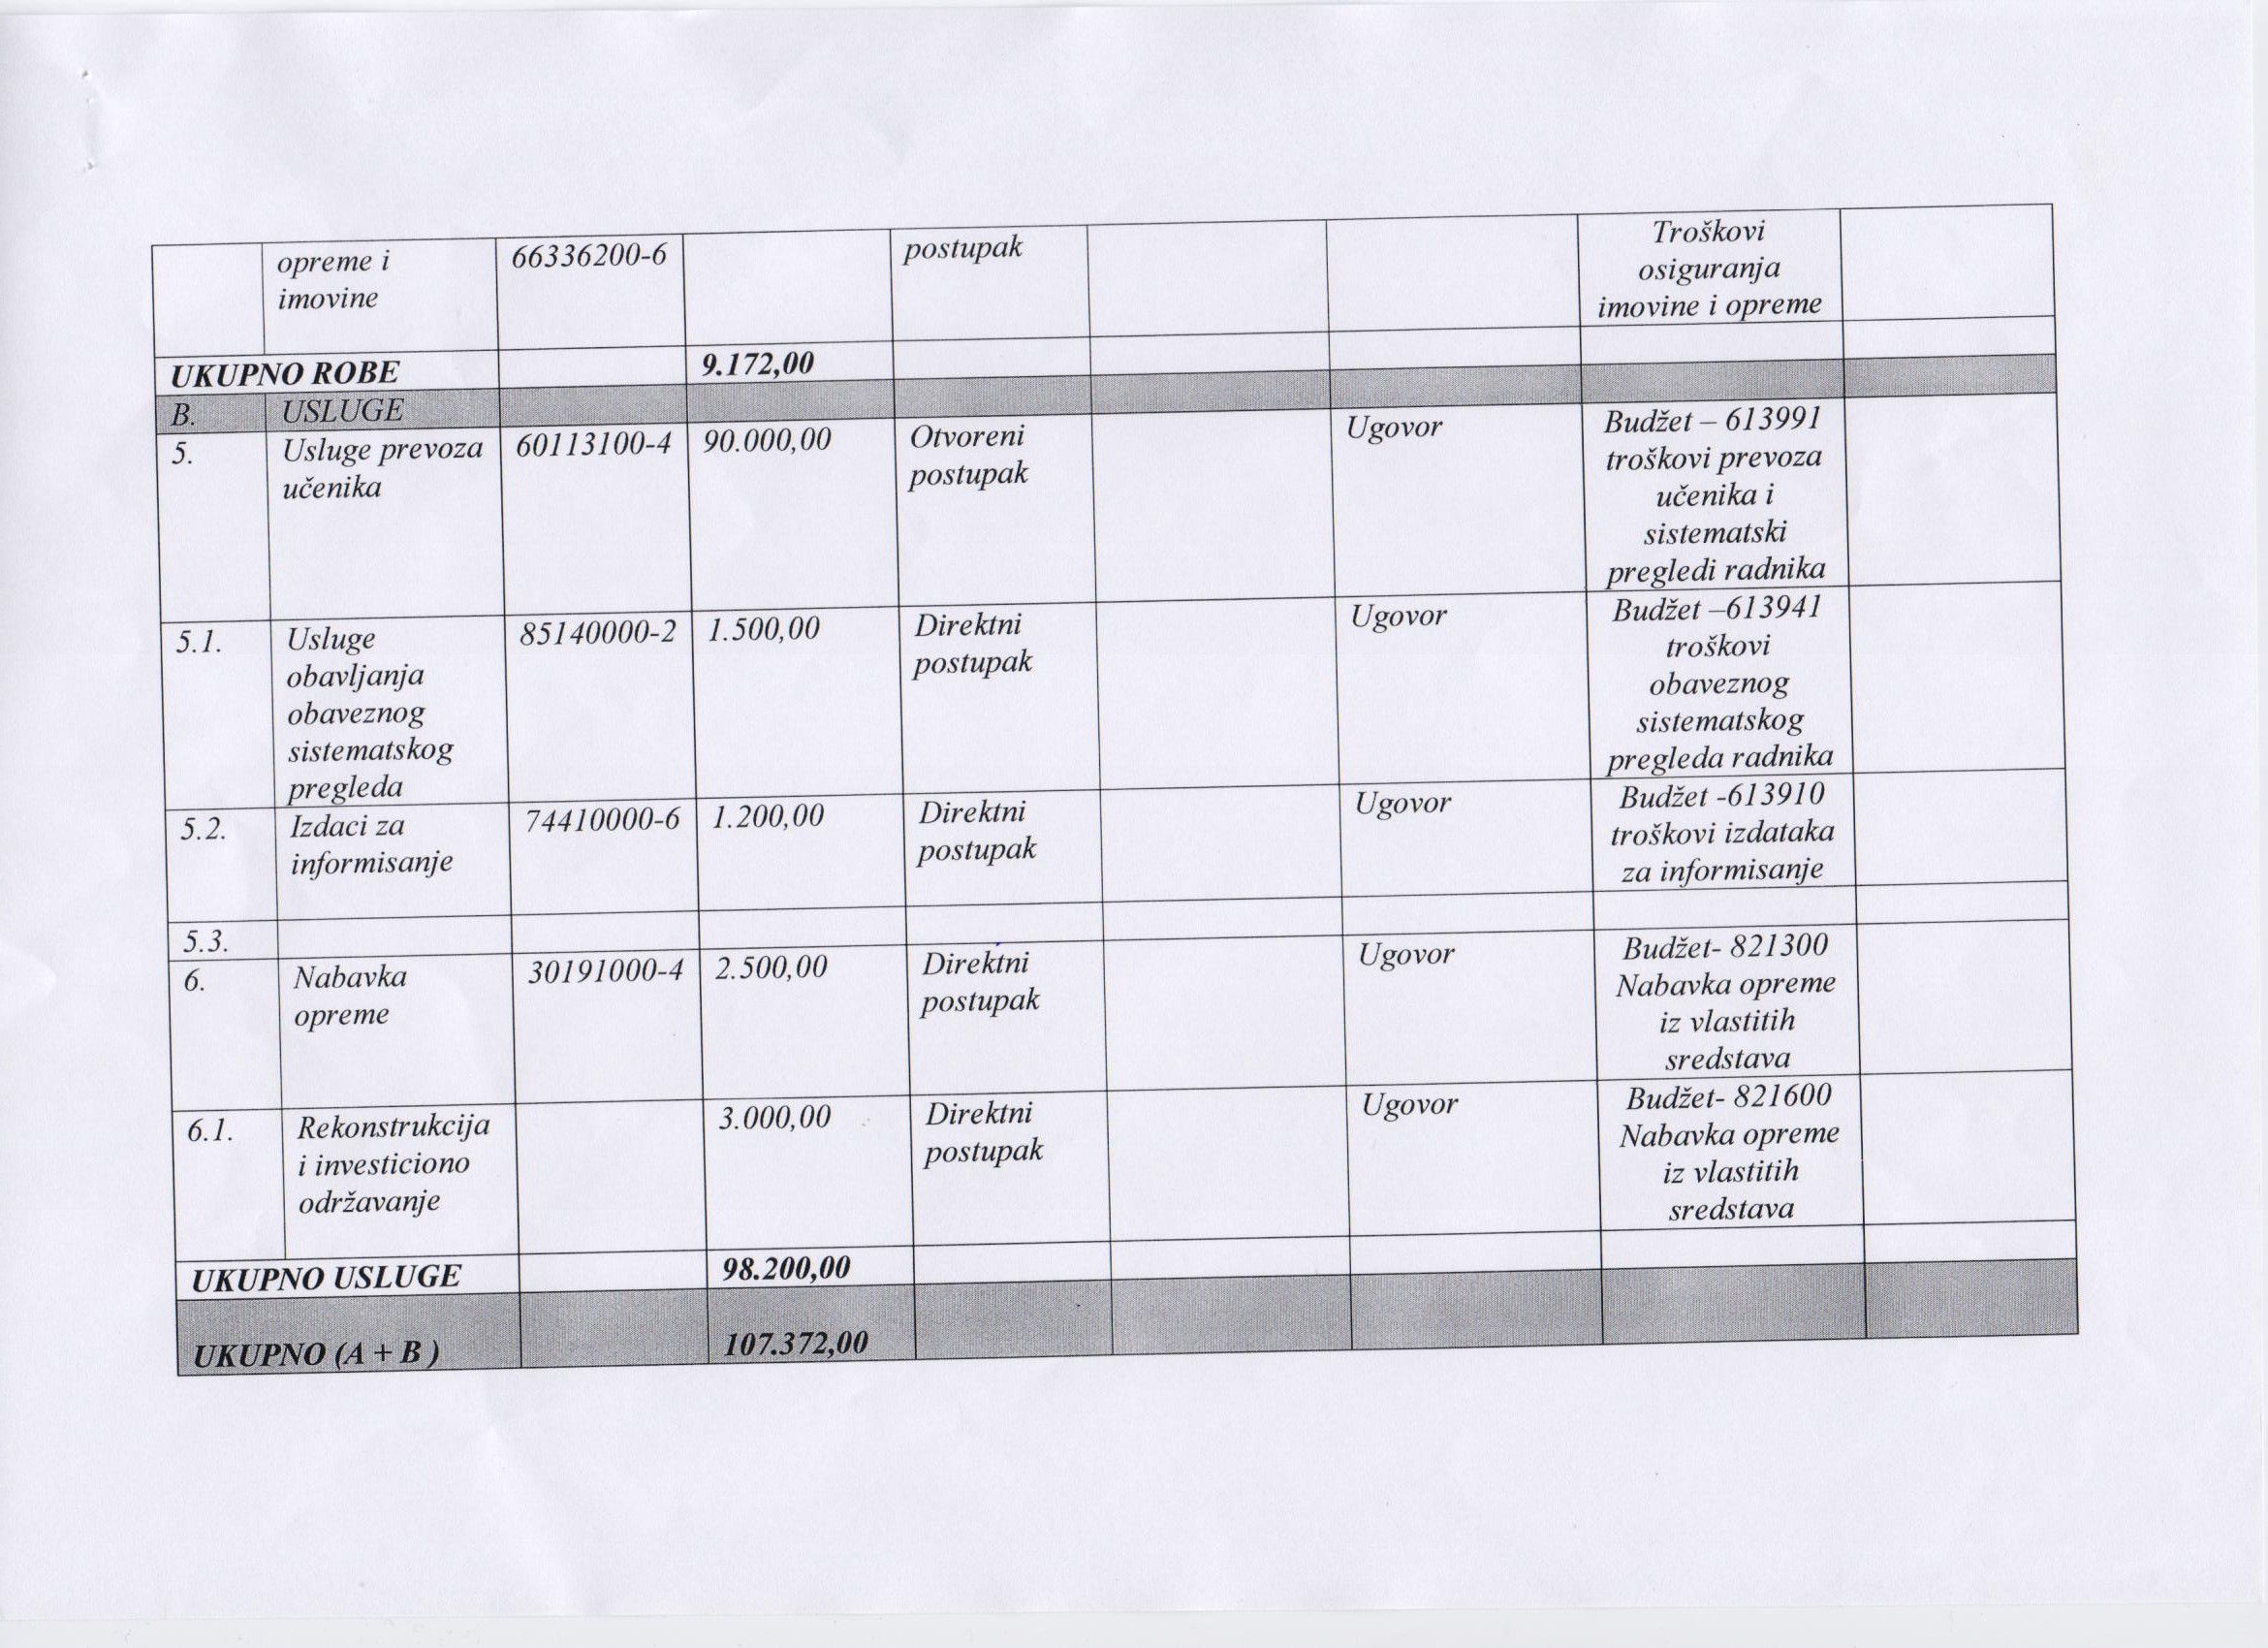 opreme i
imovine
66336200-6
postupak
Troškovi
osiguranja
imovine i opreme
UKUPNO ROBE
9.172,00
B.
USLUGE
5.
Usluge prevoza
učenika
60113100-4
90.000,00
Otvoreni
postupak
Ugovor
Budžet – 613991
troškovi prevoza
učenika i
sistematski
pregledi radnika
5.1.
Usluge
obavljanja
obaveznog
sistematskog
pregleda
85140000-2
1.500,00
Direktni
postupak
Ugovor
Budžet –613941
troškovi
obaveznog
sistematskog
pregleda radnika
5.2.
Izdaci za
informisanje
74410000-6
1.200,00
Direktni
postupak
Ugovor
Budžet -613910
troškovi izdataka
za informisanje
5.3.
6.
Nabavka
opreme
30191000-4
2.500,00
Direktni
postupak
Ugovor
Budžet- 821300
Nabavka opreme
iz vlastitih
sredstava
6.1.
Rekonstrukcija
i investiciono
održavanje
3.000,00
Direktni
postupak
Ugovor
Budžet- 821600
Nabavka opreme
iz vlastitih
sredstava
UKUPNO USLUGE
98.200,00
UKUPNO (A + B )
107.372,00